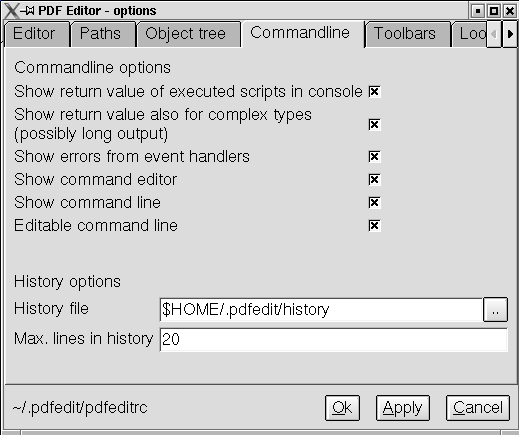 PDF Editor - options
Editor Paths Object tree Commandline Toolbars Loo
Commandline options
Show return value of executed scripts in console
Show return value also for complex types
(possibly long output)
Show errors from event handlers
Show command editor
Show command line
Editable command line
History options
History file $HOME/.pdfedit/history ..
Max. lines in history 20
~/.pdfedit/pdfeditrc Ok Apply Cancel